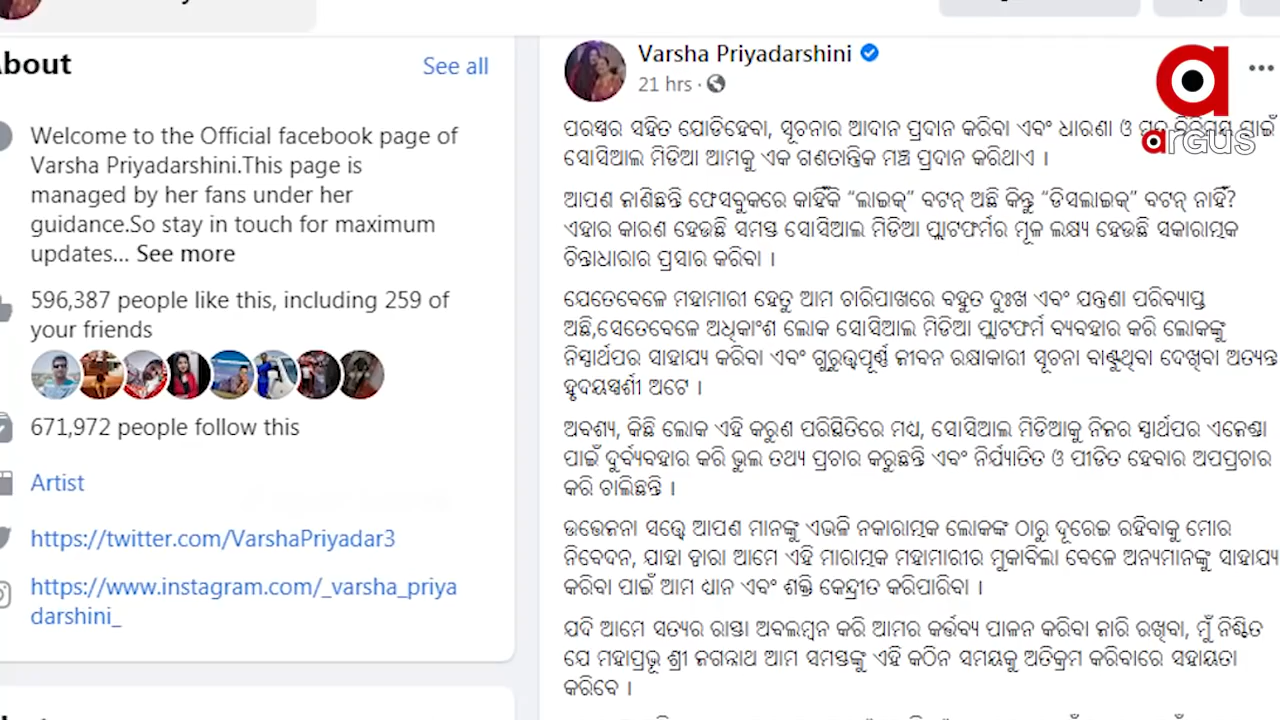 About
See all
Welcome to the Official facebook page of
Varsha Priyadarshini.This page is
managed by her fans under her
guidance.So stay in touch for maximum
updates... See more
596,387 people like this, including 259 of
your friends
671,972 people follow this
Artist
https://twitter.com/VarshaPriyadar3
https://www.instagram.com/_varsha_priya
darshini_
Varsha Priyadarshini
21 hrs ·
argus
ପରସ୍ପର ସହିତ ଯୋଡିହେବା, ସୂଚନାର ଆଦାନ ପ୍ରଦାନ କରିବା ଏବଂ ଧାରଣା ଓ ମତ ବିନିମୟ ପାଇଁ
ସୋସିଆଲ ମିଡିଆ ଆମକୁ ଏକ ଗଣତାନ୍ତ୍ରିକ ମଞ୍ଚ ପ୍ରଦାନ କରିଥାଏ ।
ଆପଣ ଜାଣିଛନ୍ତି ଫେସବୁକରେ କାହିଁକି “ଲାଇକ୍” ବଟନ୍ ଅଛି କିନ୍ତୁ “ଡିସଲାଇକ୍” ବଟନ୍ ନାହିଁ?
ଏହାର କାରଣ ହେଉଛି ସମସ୍ତ ସୋସିଆଲ ମିଡିଆ ପ୍ଲାଟଫର୍ମର ମୂଳ ଲକ୍ଷ୍ୟ ହେଉଛି ସକାରାତ୍ମକ
ଚିନ୍ତାଧାରାର ପ୍ରସାର କରିବା ।
ଯେତେବେଳେ ମହାମାରୀ ହେତୁ ଆମ ଚାରିପାଖରେ ବହୁତ ଦୁଃଖ ଏବଂ ଯନ୍ତ୍ରଣା ପରିବ୍ୟାପ୍ତ
ଅଛି,ସେତେବେଳେ ଅଧିକାଂଶ ଲୋକ ସୋସିଆଲ ମିଡିଆ ପ୍ଲାଟଫର୍ମ ବ୍ୟବହାର କରି ଲୋକଙ୍କୁ
ନିସ୍ୱାର୍ଥପର ସାହାଯ୍ୟ କରିବା ଏବଂ ଗୁରୁତ୍ୱପୂର୍ଣ୍ଣ ଜୀବନ ରକ୍ଷାକାରୀ ସୂଚନା ବାଣ୍ଟୁଥିବା ଦେଖିବା ଅତ୍ୟନ୍ତ
ହୃଦୟସ୍ପର୍ଶୀ ଅଟେ ।
ଅବଶ୍ୟ, କିଛି ଲୋକ ଏହି କରୁଣ ପରିସ୍ଥିତିରେ ମଧ୍ୟ, ସୋସିଆଲ ମିଡିଆକୁ ନିଜର ସ୍ୱାର୍ଥପର ଏଜେଣ୍ଡା
ପାଇଁ ଦୁର୍ବ୍ୟବହାର କରି ଭୁଲ ତଥ୍ୟ ପ୍ରଚାର କରୁଛନ୍ତି ଏବଂ ନିର୍ଯ୍ୟାତିତ ଓ ପୀଡିତ ହେବାର ଅପପ୍ରଚାର
କରି ଚାଲିଛନ୍ତି ।
ଉତ୍ତେଜନା ସତ୍ତ୍ୱେ ଆପଣ ମାନଙ୍କୁ ଏଭଳି ନକାରାତ୍ମକ ଲୋକଙ୍କ ଠାରୁ ଦୂରେଇ ରହିବାକୁ ମୋର
ନିବେଦନ, ଯାହା ଦ୍ୱାରା ଆମେ ଏହି ମାରାତ୍ମକ ମହାମାରୀର ମୁକାବିଲା ବେଳେ ଅନ୍ୟମାନଙ୍କୁ ସାହାଯ୍ୟ
କରିବା ପାଇଁ ଆମ ଧ୍ୟାନ ଏବଂ ଶକ୍ତି କେନ୍ଦ୍ରୀତ କରିପାରିବା ।
ଯଦି ଆମେ ସତ୍ୟର ରାସ୍ତା ଅବଲମ୍ବନ କରି ଆମର କର୍ତ୍ତବ୍ୟ ପାଳନ କରିବା ଜାରି ରଖିବା, ମୁଁ ନିଶ୍ଚିତ
ଯେ ମହାପ୍ରଭୂ ଶ୍ରୀ ଜଗନ୍ନାଥ ଆମ ସମସ୍ତଙ୍କୁ ଏହି କଠିନ ସମୟକୁ ଅତିକ୍ରମ କରିବାରେ ସହାୟତା
କରିବେ ।